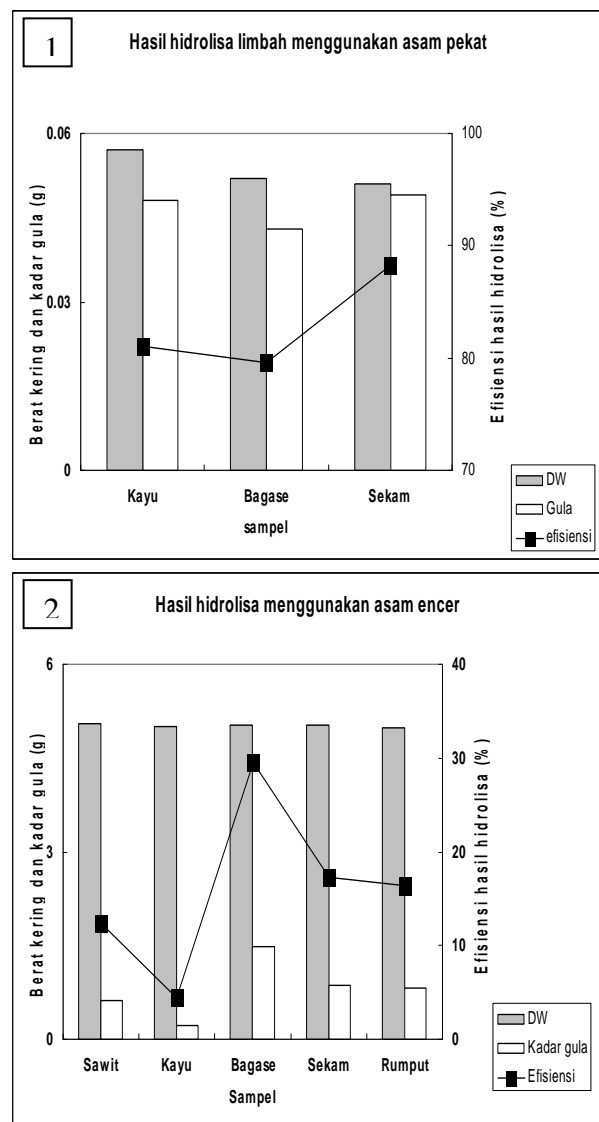 1
Hasil hidrolisa limbah menggunakan asam pekat
Berat kering dan kadar gula (g)
0.06
0.03
0
100
90
80
70
Efisiensi hasil hidrolisa (%)
Kayu Bagase Sekam
sampel
DW
Gula
efisiensi
2
Hasil hidrolisa menggunakan asam encer
Berat kering dan kadar gula (g)
6
3
0
40
30
20
10
0
Efisiensi hasil hidrolisa (%)
Sawit Kayu Bagase Sekam Rumput
Sampel
DW
Kadar gula
Efisiensi